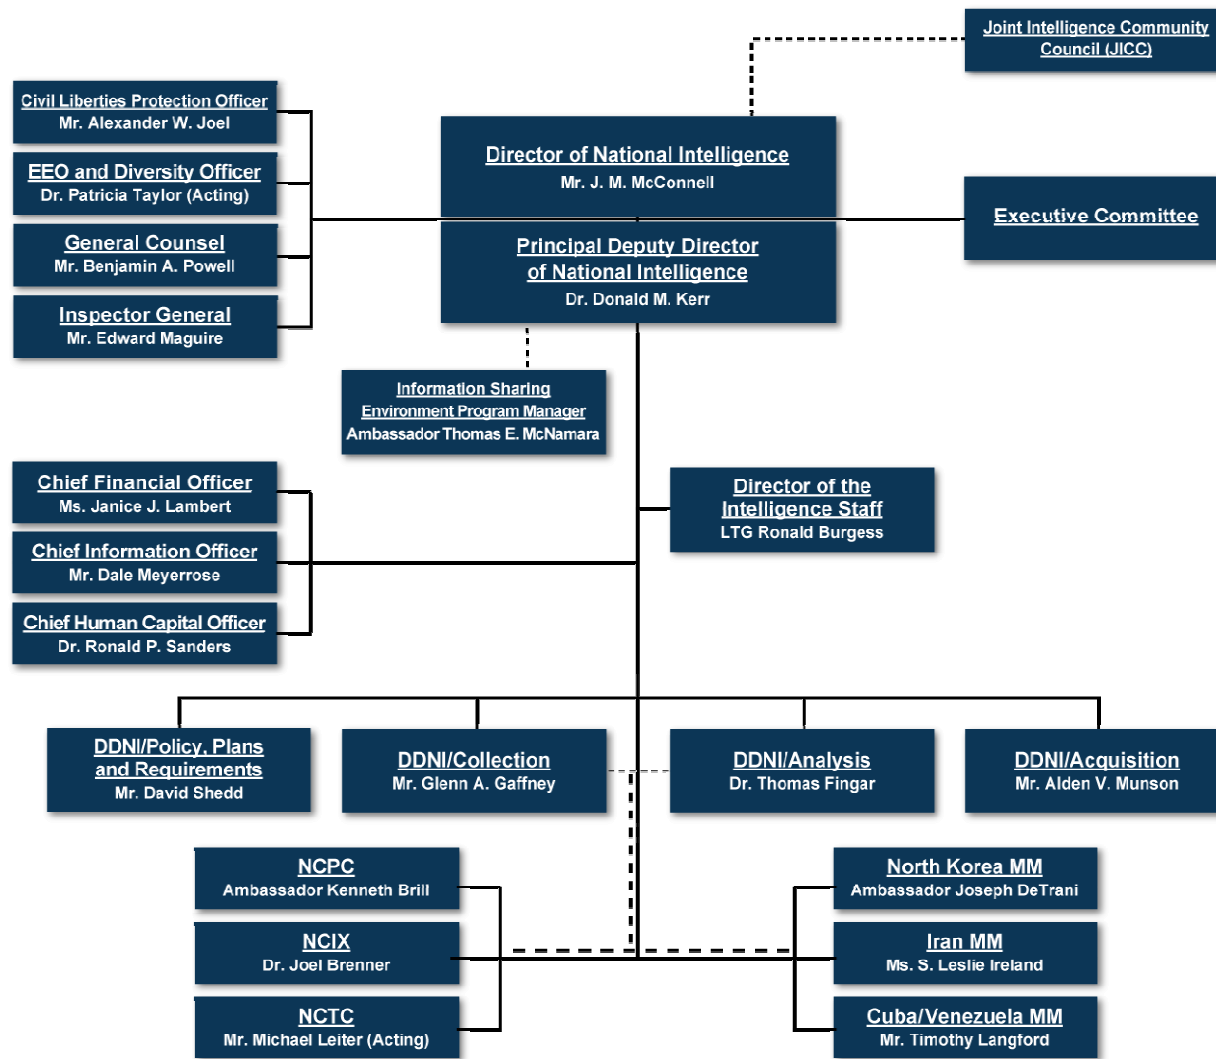 Joint Intelligence Community
Council (JICC)
Civil Liberties Protection Officer
Mr. Alexander W. Joel
EEO and Diversity Officer
Dr. Patricia Taylor (Acting)
General Counsel
Mr. Benjamin A. Powell
Inspector General
Mr. Edward Maguire
Director of National Intelligence
Mr. J. M. McConnell
Principal Deputy Director
of National Intelligence
Dr. Donald M. Kerr
Executive Committee
Information Sharing
Environment Program Manager
Ambassador Thomas E. McNamara
Chief Financial Officer
Ms. Janice J. Lambert
Chief Information Officer
Mr. Dale Meyerrose
Chief Human Capital Officer
Dr. Ronald P. Sanders
Director of the
Intelligence Staff
LTG Ronald Burgess
DDNI/Policy, Plans
and Requirements
Mr. David Shedd
DDNI/Collection
Mr. Glenn A. Gaffney
DDNI/Analysis
Dr. Thomas Fingar
DDNI/Acquisition
Mr. Alden V. Munson
NCPC
Ambassador Kenneth Brill
NCIX
Dr. Joel Brenner
NCTC
Mr. Michael Leiter (Acting)
North Korea MM
Ambassador Joseph DeTrani
Iran MM
Ms. S. Leslie Ireland
Cuba/Venezuela MM
Mr. Timothy Langford